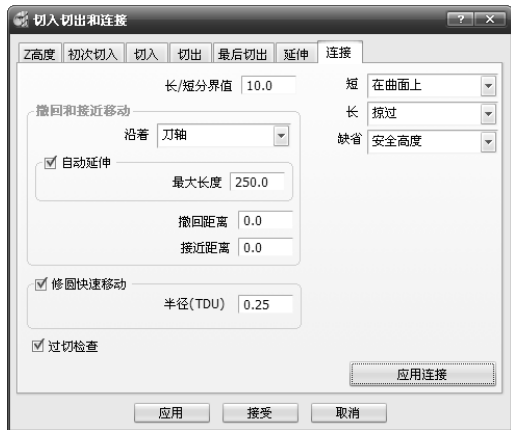 切入切出和连接
Z高度 初次切入 切入 切出 最后切出 延伸 连接
长/短分界值 10.0
短 在曲面上
撤回和接近移动
长 掠过
沿着 刀轴
缺省 安全高度
自动延伸
最大长度 250.0
撤回距离 0.0
接近距离 0.0
修圆快速移动
半径(TDU) 0.25
过切检查
应用连接
应用 接受 取消